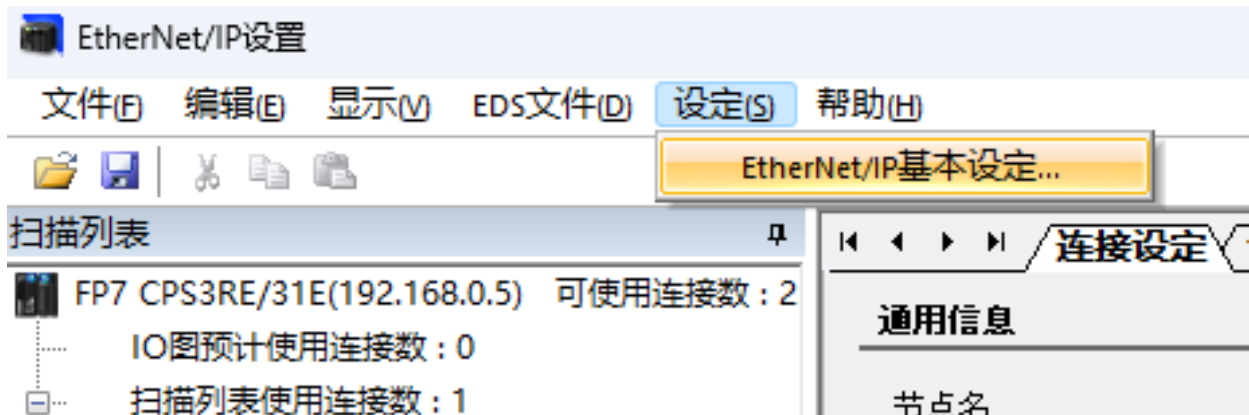 EtherNet/IP设置
文件(F) 编辑(E) 显示(V) EDS文件(D) 设定(S) 帮助(H)
EtherNet/IP基本设定...
扫描列表
连接设定
FP7 CPS3RE/31E(192.168.0.5) 可使用连接数：2
通用信息
IO图预计使用连接数：0
扫描列表使用连接数：1
节点名